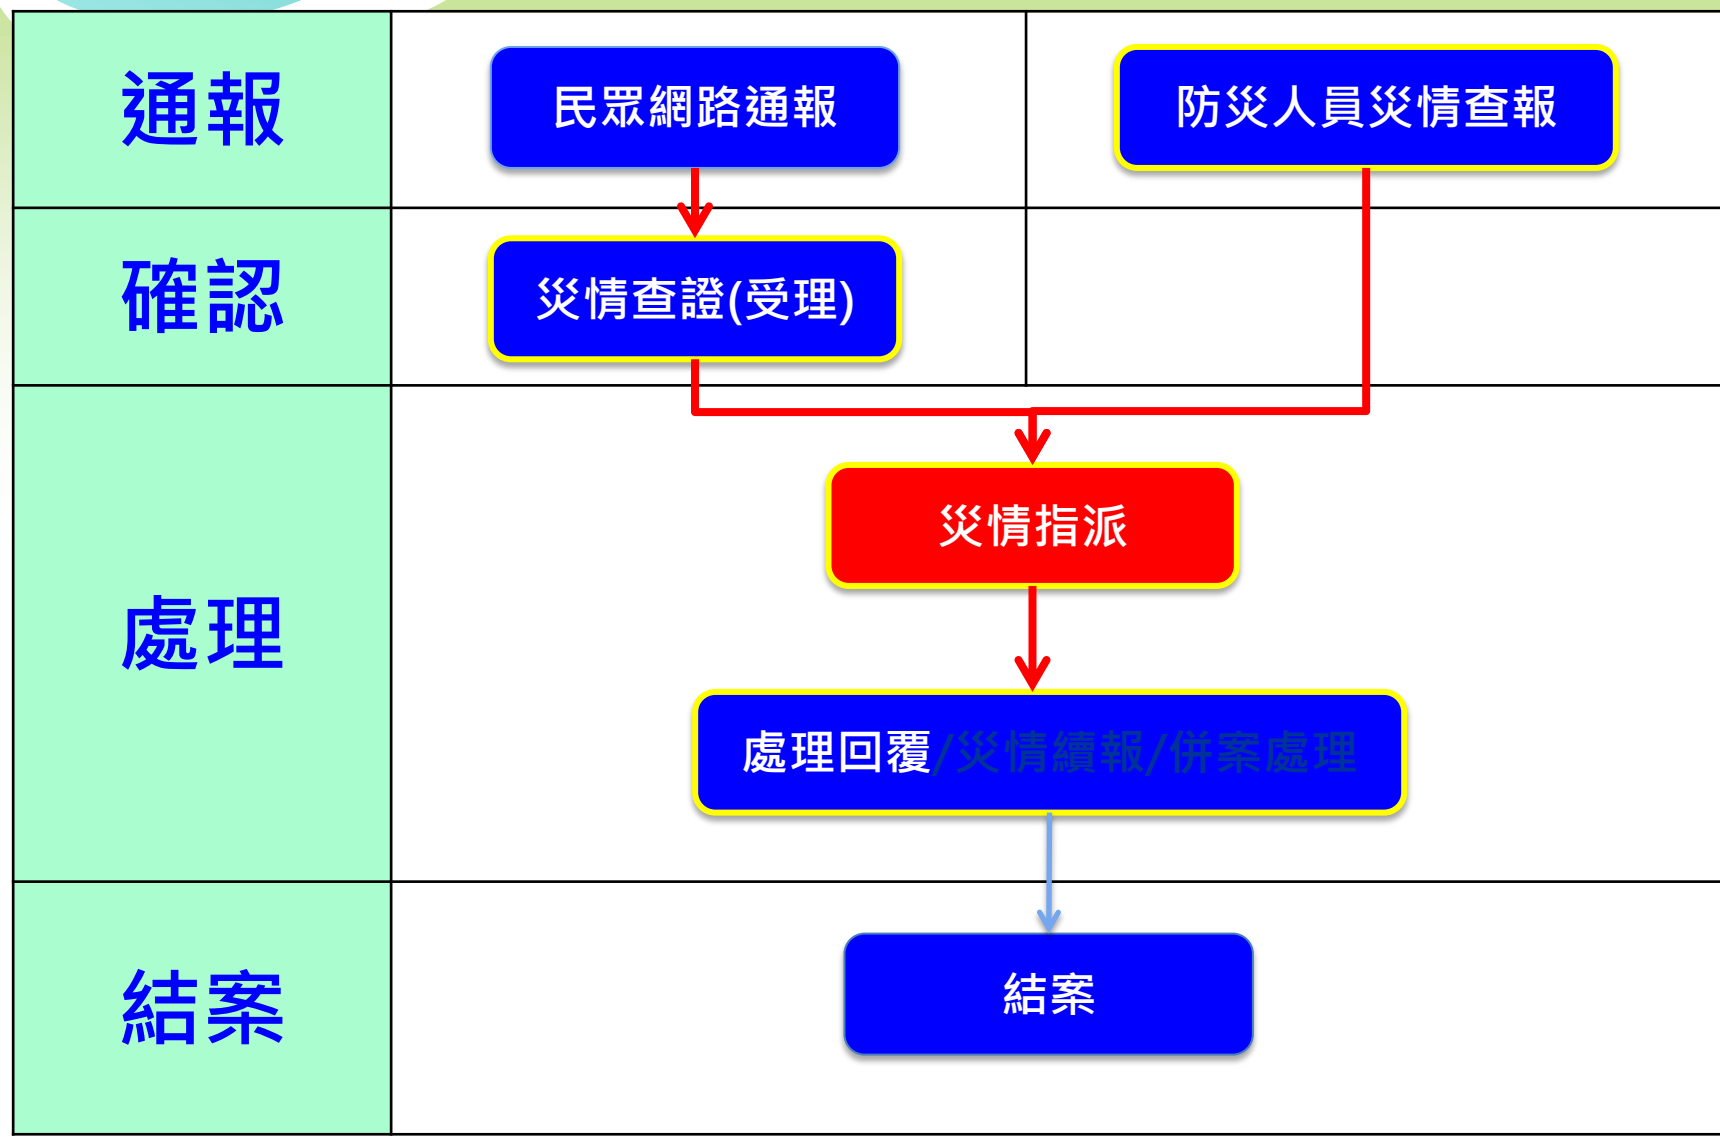 通報
民眾網路通報
防災人員災情查報
確認
災情查證(受理)
處理
災情指派
處理回覆/災情續報/併案處理
結案
結案